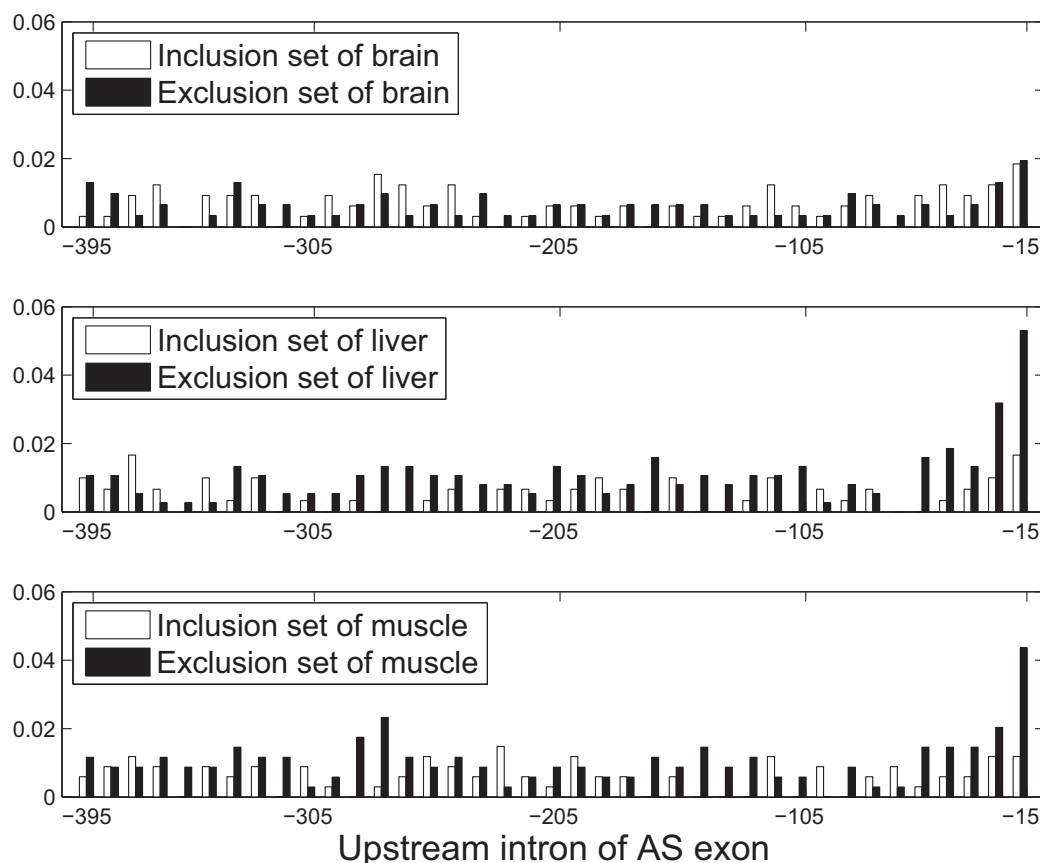 0.06
Inclusion set of brain
Exclusion set of brain
0.04
0.02
0
−395 −305 −205 −105 −15
0.06
Inclusion set of liver
Exclusion set of liver
0.04
0.02
0
−395 −305 −205 −105 −15
0.06
Inclusion set of muscle
Exclusion set of muscle
0.04
0.02
0
−395 −305 −205 −105 −15
Upstream intron of AS exon